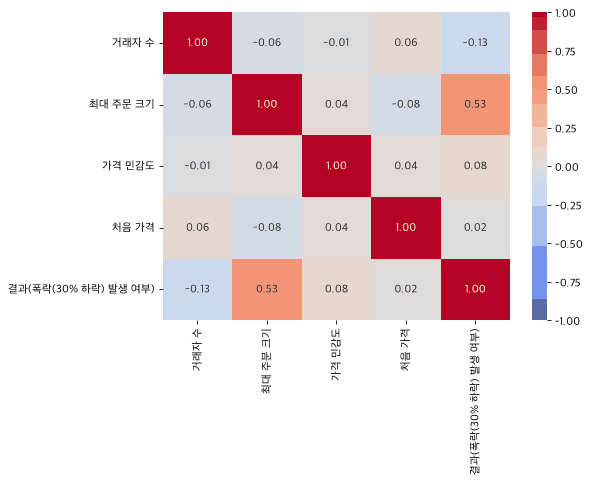 거래자 수 1.00 -0.06 -0.01 0.06 -0.13
최대 주문 크기 -0.06 1.00 0.04 -0.08 0.53
가격 민감도 -0.01 0.04 1.00 0.04 0.08
처음 가격 0.06 -0.08 0.04 1.00 0.02
결과(폭락(30% 하락) 발생 여부) -0.13 0.53 0.08 0.02 1.00
거래자 수
최대 주문 크기
가격 민감도
처음 가격
결과(폭락(30% 하락) 발생 여부)
1.00
0.75
0.50
0.25
0.00
-0.25
-0.50
-0.75
-1.00